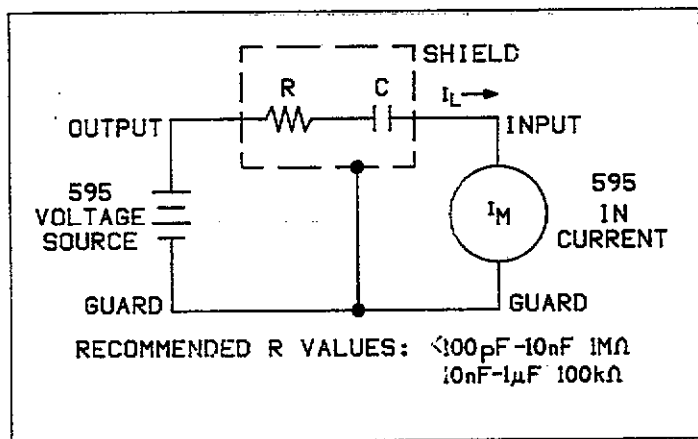 SHIELD
R
C
I_L
OUTPUT
INPUT
595
VOLTAGE
SOURCE
I_M
595
IN
CURRENT
GUARD
GUARD
RECOMMENDED R VALUES: <100pF-10nF 1MΩ
10nF-1µF 100kΩ